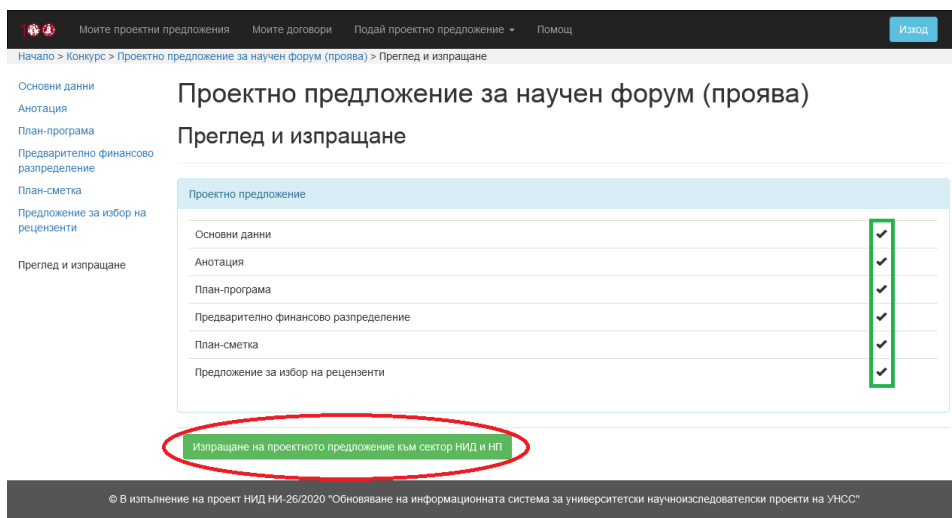 Моите проектни предложения Моите договори Подай проектно предложение Помощ Изход
Начало > Конкурс > Проектно предложение за научен форум (проява) > Преглед и изпращане
Основни данни
Анотация
План-програма
Предварително финансово
разпределение
План-сметка
Предложение за избор на
рецензенти
Преглед и изпращане
Проектно предложение за научен форум (проява)
Преглед и изпращане
Проектно предложение
Основни данни
Анотация
План-програма
Предварително финансово разпределение
План-сметка
Предложение за избор на рецензенти
Изпращане на проектното предложение към сектор НИД и НП
© В изпълнение на проект НИД НИ-26/2020 "Обновяване на информационната система за университетски научноизследователски проекти на УНСС"